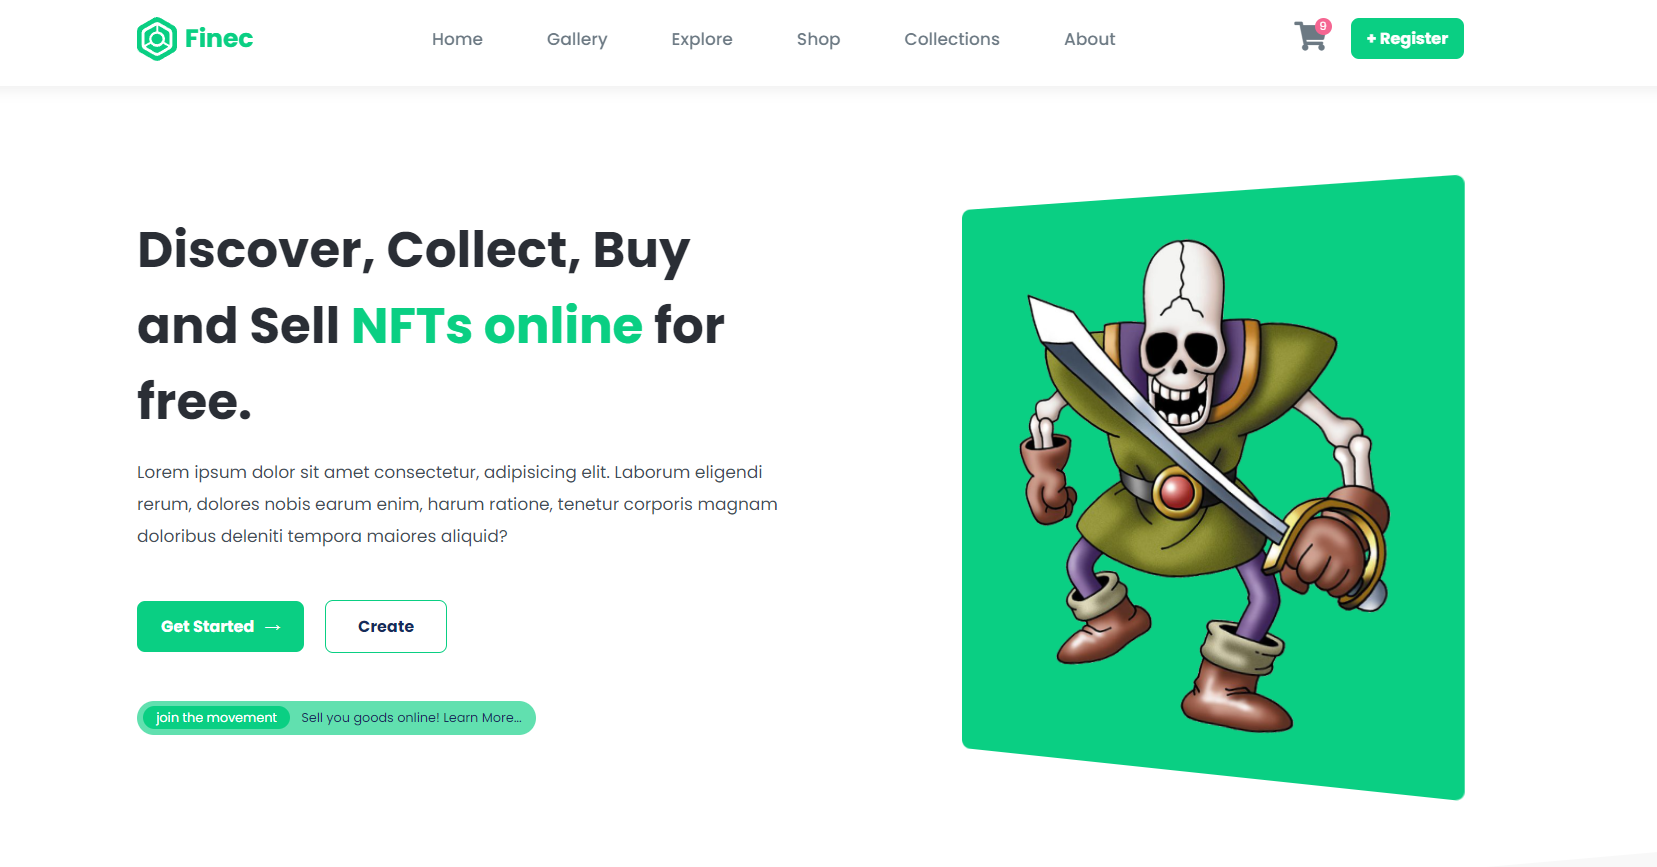 Finec
Home
Gallery
Explore
Shop
Collections
About
9
+ Register
Discover, Collect, Buy
and Sell NFTs online for
free.
Lorem ipsum dolor sit amet consectetur, adipisicing elit. Laborum eligendi
rerum, dolores nobis earum enim, harum ratione, tenetur corporis magnam
doloribus deleniti tempora maiores aliquid?
Get Started →
Create
join the movement
Sell you goods online! Learn More...